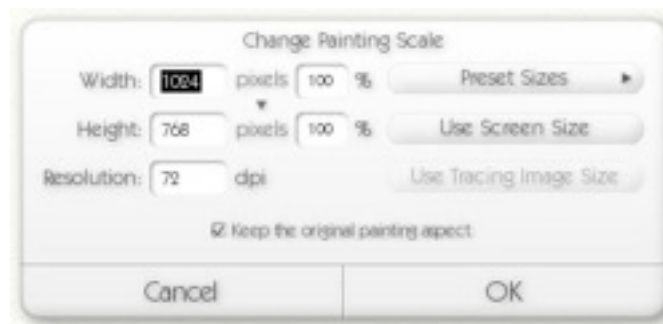 Change Painting Scale
Width: 1024 pixels 100 % Preset Sizes
Height: 768 pixels 100 % Use Screen Size
Resolution: 72 dpi Use Tracing Image Size
Keep the original painting aspect
Cancel OK